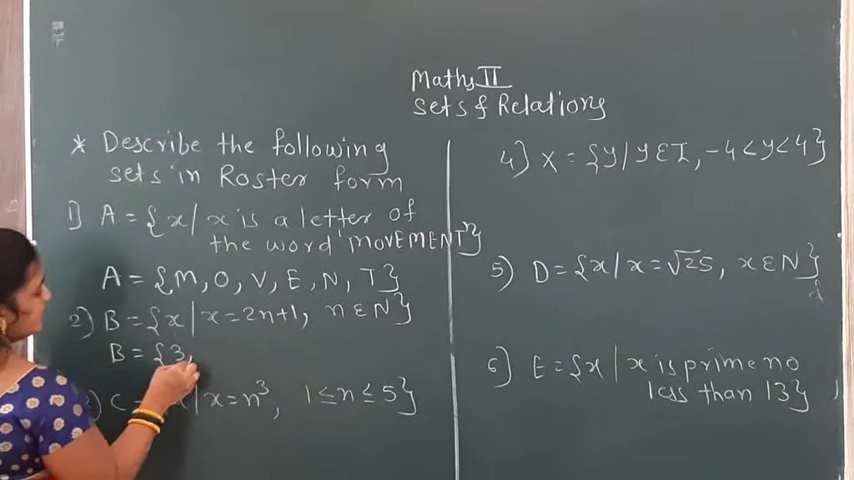 Maths II
Sets & Relations
* Describe the following
sets in Roster form
1) A = {x/x is a letter of
the word 'MOVEMENT'}
A = {M, O, V, E, N, T}
2) B = {x | x = 2n+1, n ∈ N}
B = {3,
) C = | x = n³, 1 ≤ n ≤ 5}
4) X = {y / y ∈ I, -4 < y < 4}
5) D = {x / x = √25, x ∈ N}
6) E = {x | x is prime no
less than 13}